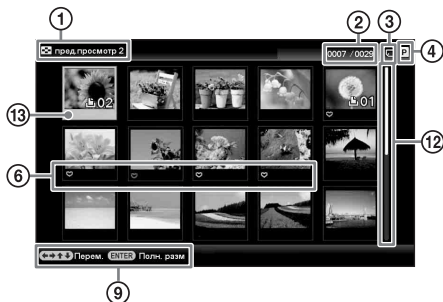 ① ② ③ ④
пред.просмотр 2 0007 /0029 P
02 01
⑬
⑫
⑥
Перем. ENTER Полн. разм
⑨